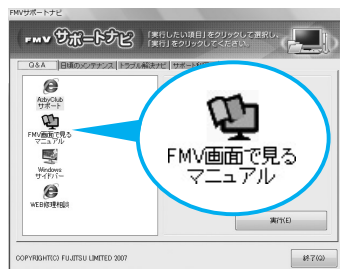 FMVサポートナビ
FMV サポートナビ
「実行したい項目」をクリックして選択し、
「実行」をクリックしてください。
Q&A 日頃のメンテナンス トラブル解決ナビ
AzbyClub
サポート
FMV画面で見る
マニュアル
Windows
サイドバー
WEB修理相談
FMV画面で見る
マニュアル
実行(E)
COPYRIGHT(C) FUJITSU LIMITED 2007
終了(Q)